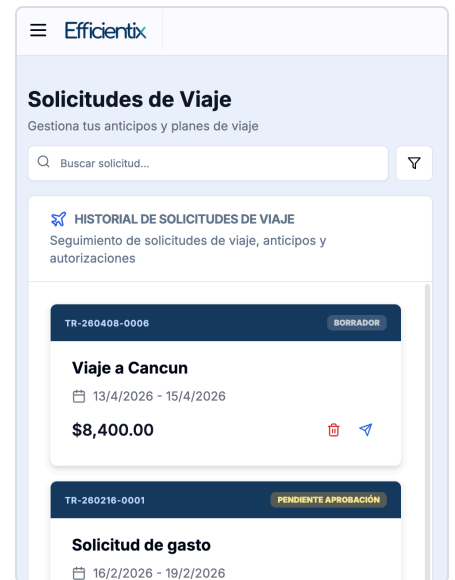 Efficientix
Solicitudes de Viaje
Gestiona tus anticipos y planes de viaje
Buscar solicitud...
HISTORIAL DE SOLICITUDES DE VIAJE
Seguimiento de solicitudes de viaje, anticipos y
autorizaciones
TR-260408-0006
BORRADOR
Viaje a Cancun
13/4/2026 - 15/4/2026
$8,400.00
TR-260216-0001
PENDIENTE APROBACIÓN
Solicitud de gasto
16/2/2026 - 19/2/2026